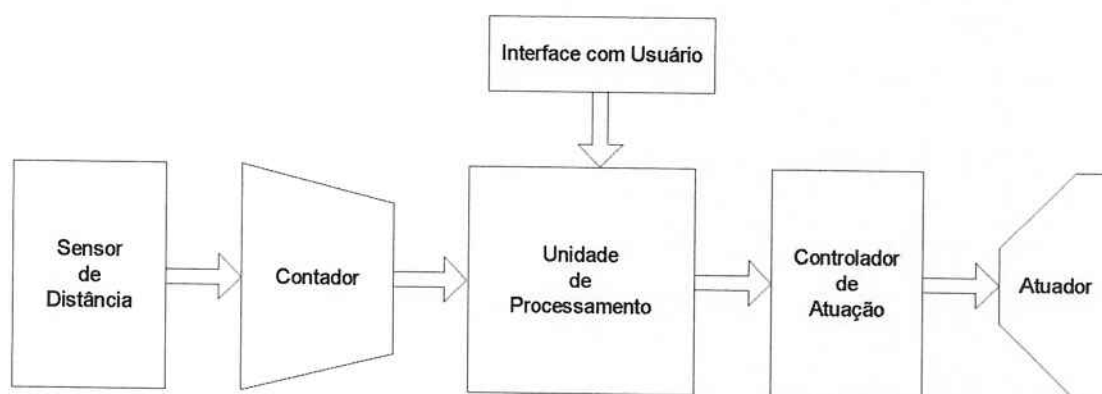 Interface com Usuário
Sensor
de
Distância
Contador
Unidade
de
Processamento
Controlador
de
Atuação
Atuador